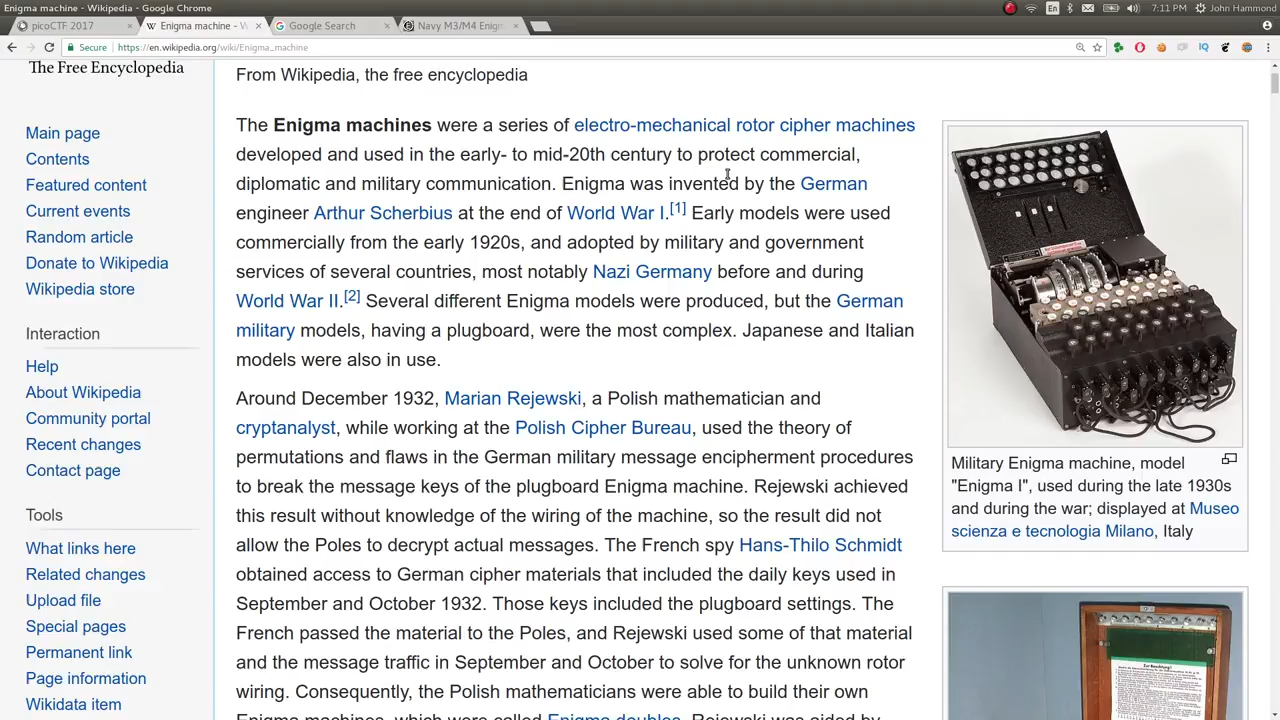 Enigma machine - Wikipedia - Google Chrome
En
7:11 PM
John Hammond
picoCTF 2017
Enigma machine - W
Google Search
Navy M3/M4 Enigm
Secure
https://en.wikipedia.org/wiki/Enigma_machine
The Free Encyclopedia
Main page
Contents
Featured content
Current events
Random article
Donate to Wikipedia
Wikipedia store
Interaction
Help
About Wikipedia
Community portal
Recent changes
Contact page
Tools
What links here
Related changes
Upload file
Special pages
Permanent link
Page information
Wikidata item
From Wikipedia, the free encyclopedia
The Enigma machines were a series of electro-mechanical rotor cipher machines
developed and used in the early- to mid-20th century to protect commercial,
diplomatic and military communication. Enigma was invented by the German
engineer Arthur Scherbius at the end of World War I.[1] Early models were used
commercially from the early 1920s, and adopted by military and government
services of several countries, most notably Nazi Germany before and during
World War II.[2] Several different Enigma models were produced, but the German
military models, having a plugboard, were the most complex. Japanese and Italian
models were also in use.
Around December 1932, Marian Rejewski, a Polish mathematician and
cryptanalyst, while working at the Polish Cipher Bureau, used the theory of
permutations and flaws in the German military message encipherment procedures
to break the message keys of the plugboard Enigma machine. Rejewski achieved
this result without knowledge of the wiring of the machine, so the result did not
allow the Poles to decrypt actual messages. The French spy Hans-Thilo Schmidt
obtained access to German cipher materials that included the daily keys used in
September and October 1932. Those keys included the plugboard settings. The
French passed the material to the Poles, and Rejewski used some of that material
and the message traffic in September and October to solve for the unknown rotor
wiring. Consequently, the Polish mathematicians were able to build their own
Enigma machines, which were called Enigma doubles. Rejewski was aided by
Military Enigma machine, model
"Enigma I", used during the late 1930s
and during the war; displayed at Museo
scienza e tecnologia Milano, Italy
Zur Beachtung!